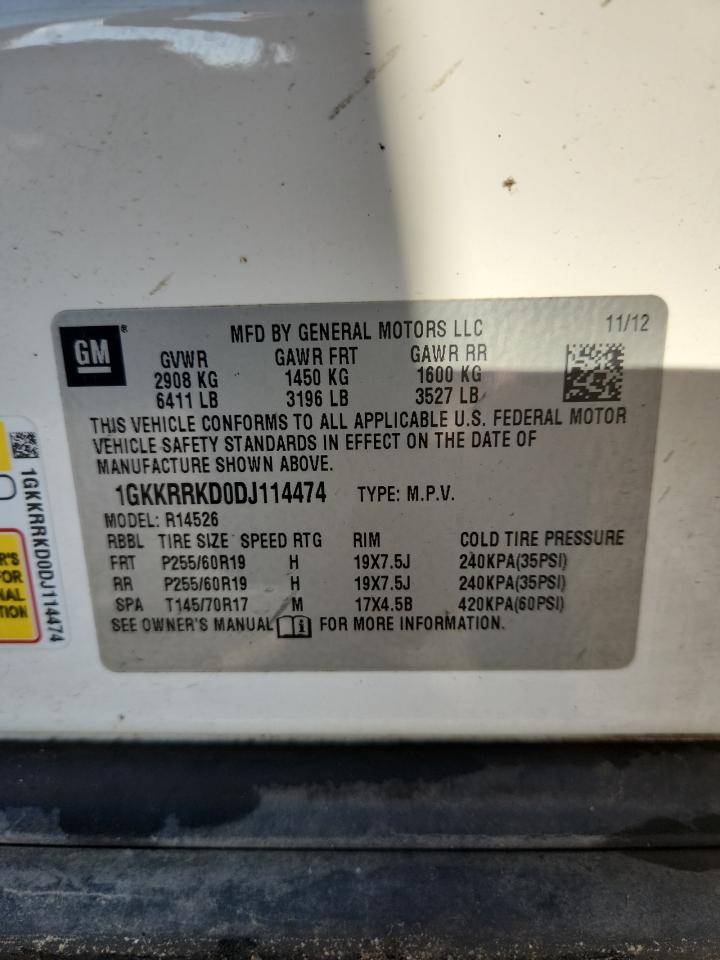 GM ®
MFD BY GENERAL MOTORS LLC 11/12
GVWR GAWR FRT GAWR RR
2908 KG 1450 KG 1600 KG
6411 LB 3196 LB 3527 LB
THIS VEHICLE CONFORMS TO ALL APPLICABLE U.S. FEDERAL MOTOR
VEHICLE SAFETY STANDARDS IN EFFECT ON THE DATE OF
MANUFACTURE SHOWN ABOVE.
1GKKRRKD0DJ114474 TYPE: M.P.V.
MODEL: R14526
RBBL TIRE SIZE SPEED RTG RIM COLD TIRE PRESSURE
FRT P255/60R19 H 19X7.5J 240KPA(35PSI)
RR P255/60R19 H 19X7.5J 240KPA(35PSI)
SPA T145/70R17 M 17X4.5B 420KPA(60PSI)
SEE OWNER'S MANUAL i FOR MORE INFORMATION.
1GKKRRKD0DJ114474
R'S
FOR
NAL
TION